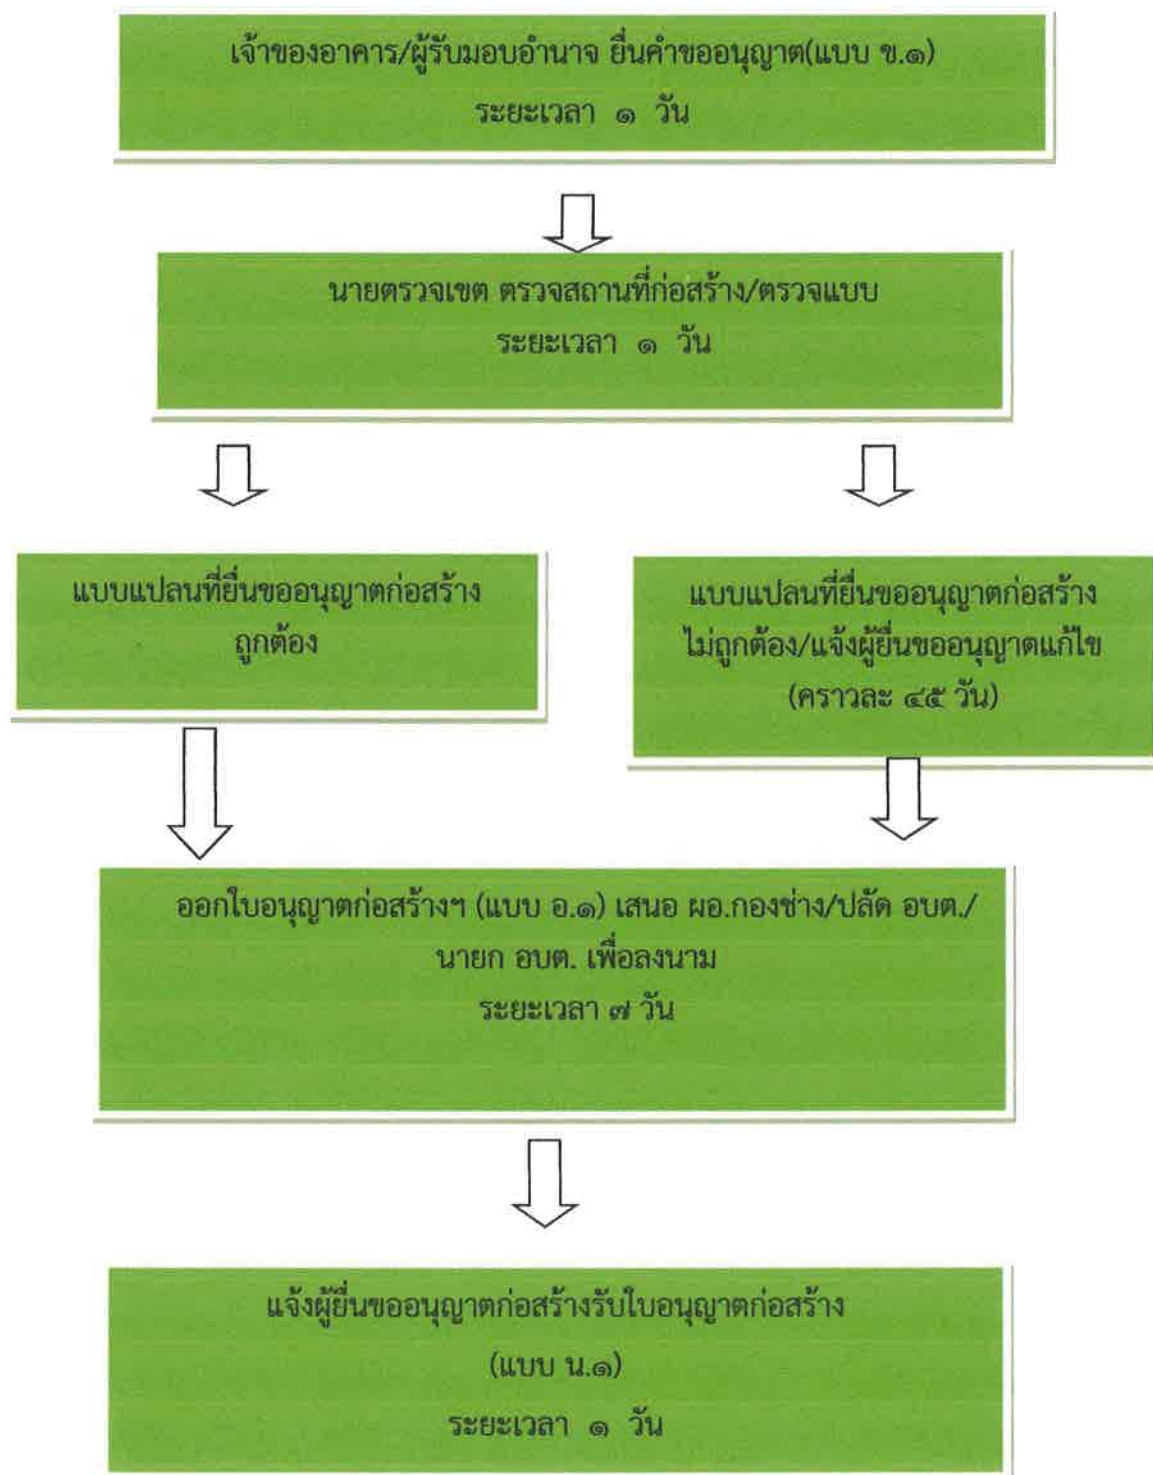 เจ้าของอาคาร/ผู้รับมอบอำนาจ ยื่นคำขออนุญาต(แบบ ข.๑)
ระยะเวลา ๑ วัน
นายตรวจเขต ตรวจสถานที่ก่อสร้าง/ตรวจแบบ
ระยะเวลา ๑ วัน
แบบแปลนที่ยื่นขออนุญาตก่อสร้าง
ถูกต้อง
แบบแปลนที่ยื่นขออนุญาตก่อสร้าง
ไม่ถูกต้อง/แจ้งผู้ยื่นขออนุญาตแก้ไข
(คราวละ ๔๕ วัน)
ออกใบอนุญาตก่อสร้างฯ (แบบ อ.๑) เสนอ ผอ.กองช่าง/ปลัด อบต./
นายก อบต. เพื่อลงนาม
ระยะเวลา ๗ วัน
แจ้งผู้ยื่นขออนุญาตก่อสร้างรับใบอนุญาตก่อสร้าง
(แบบ น.๑)
ระยะเวลา ๑ วัน